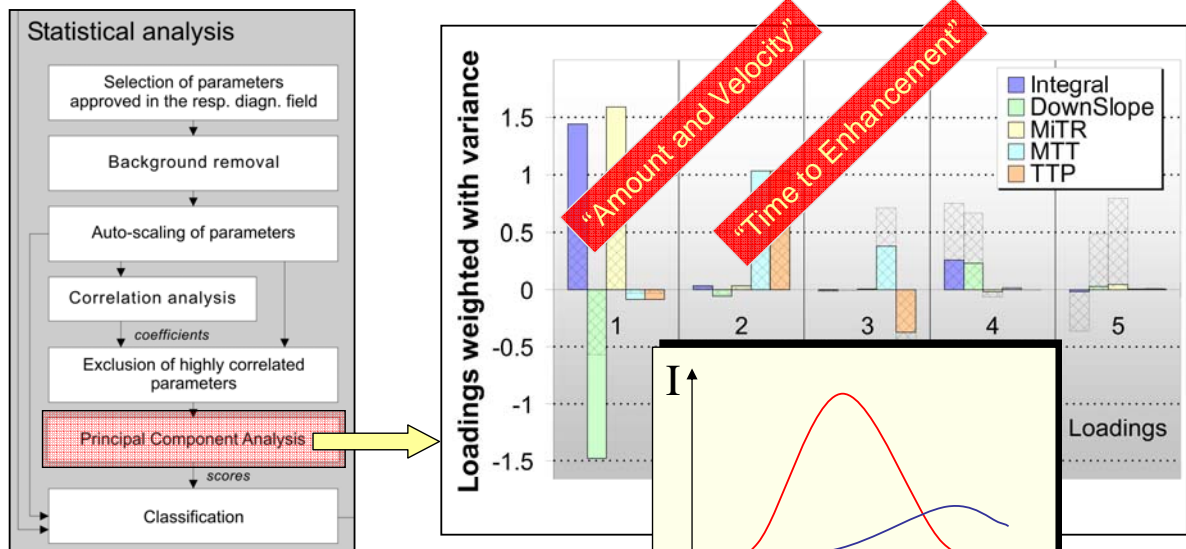 Statistical analysis
Selection of parameters
approved in the resp. diagn. field
Background removal
Auto-scaling of parameters
Correlation analysis
coefficients
Exclusion of highly correlated
parameters
Principal Component Analysis
scores
Classification
Loadings weighted with variance
1.5
1
0.5
0
-0.5
-1
-1.5
"Amount and Velocity"
"Time to Enhancement"
Integral
DownSlope
MiTR
MTT
TTP
1
2
3
4
5
Loadings
I